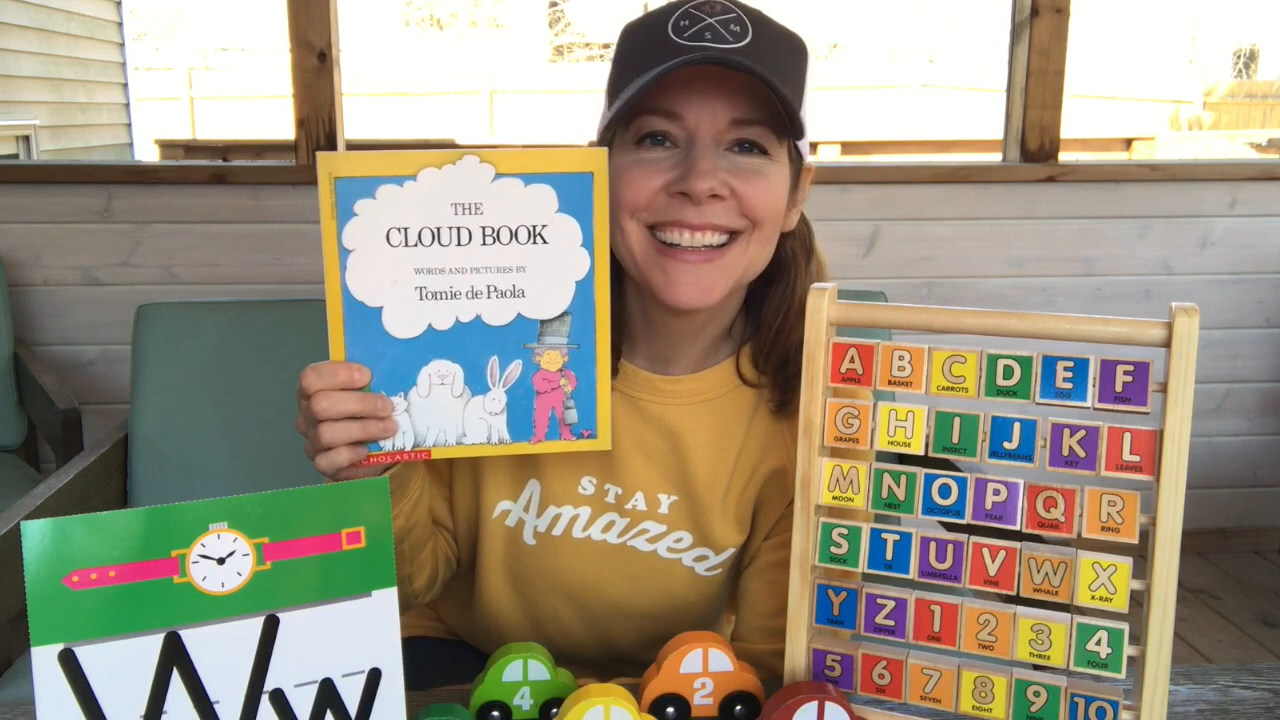 N M
S
THE
CLOUD BOOK
WORDS AND PICTURES BY
Tomie de Paola
SCHOLASTIC
STAY
Amazed
Ww
4
2
A B C D E F
APPLE BASKET CARROTS DUCK EGG FISH
G H I J K L
GRAPES HOUSE INSECT JELLYBEANS KEY LEAVES
M N O P Q R
MOON NEST OCTOPUS PEAR QUAIL RING
S T U V W X
SOCK TIE UMBRELLA VINE WHALE X-RAY
Y Z 1 2 3 4
YARN ZIPPER ONE TWO THREE FOUR
5 6 7 8 9 10
SIX SEVEN EIGHT